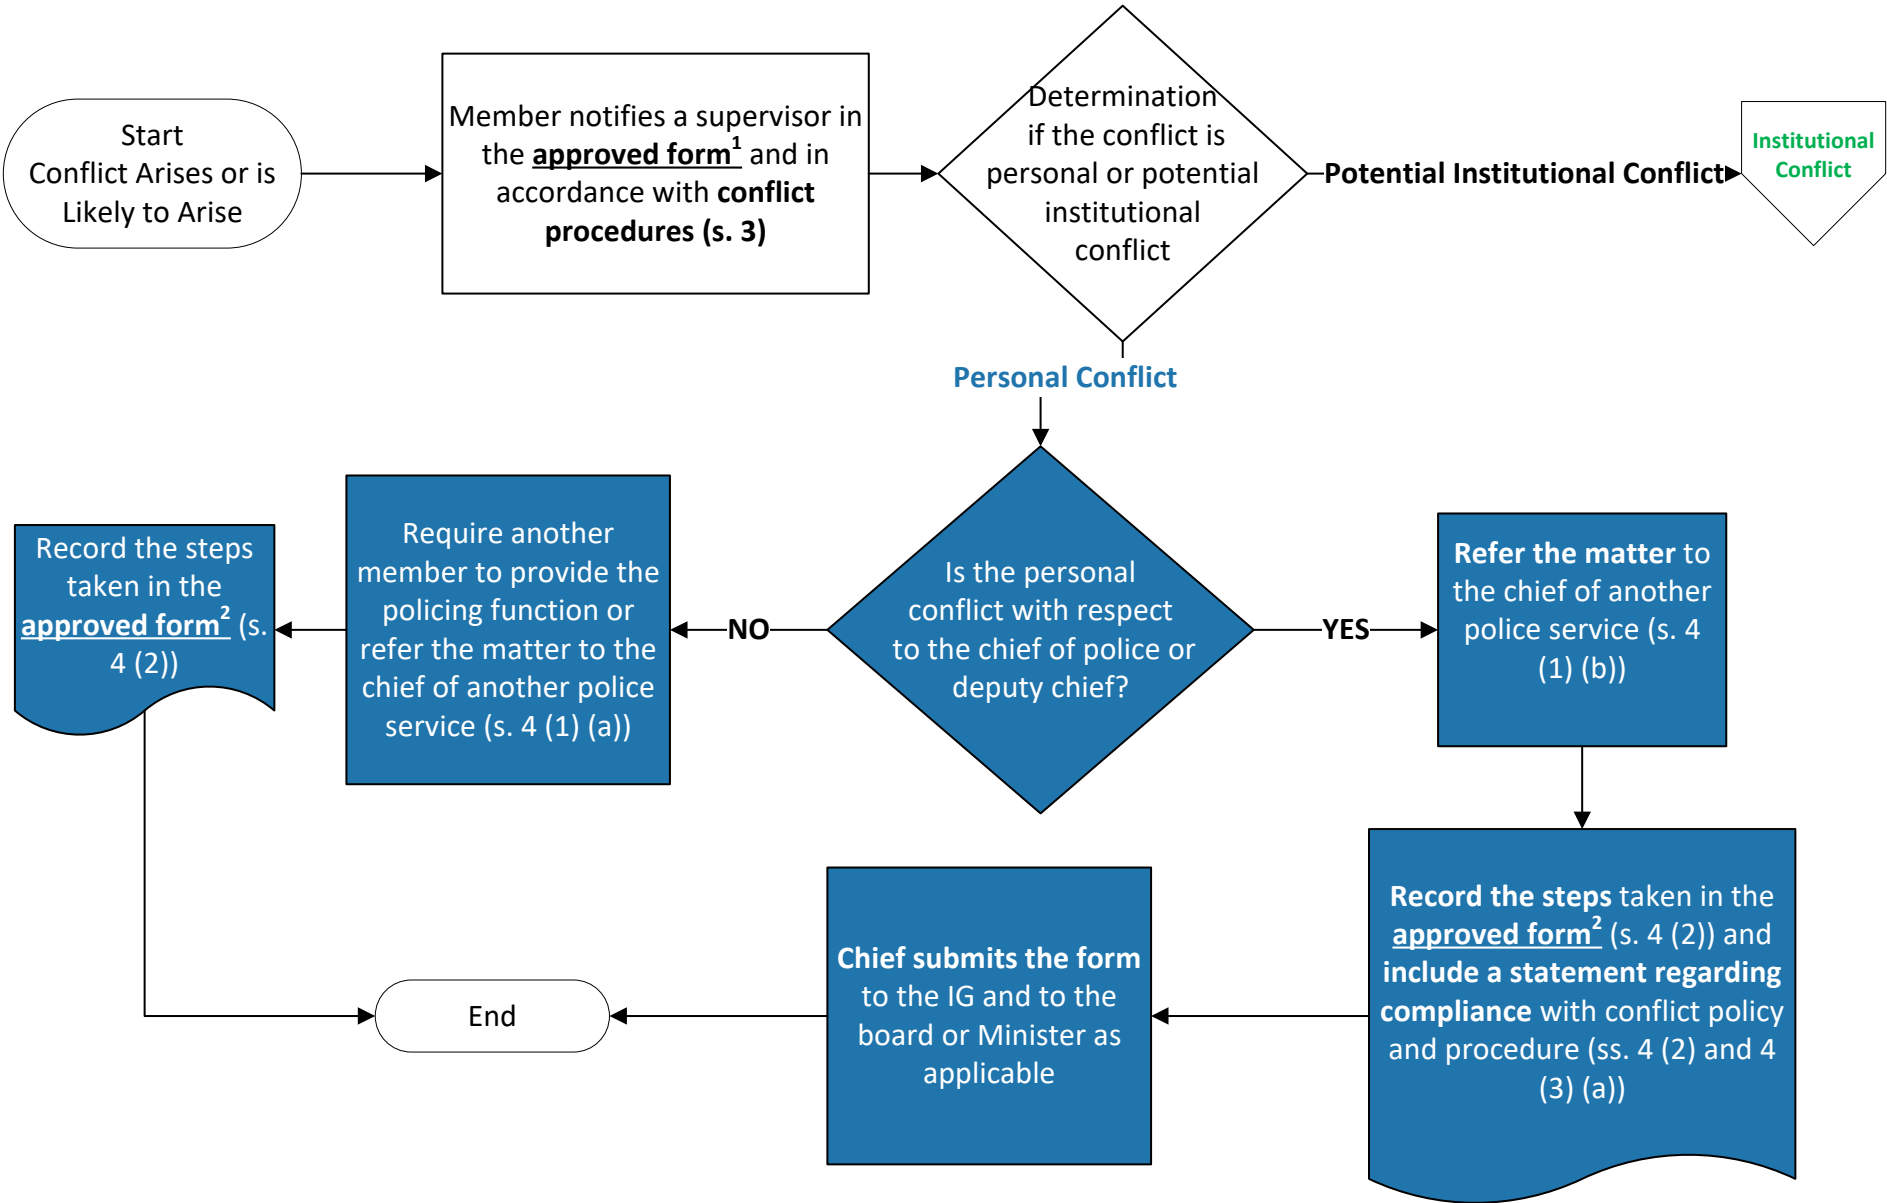 Start
Conflict Arises or is
Likely to Arise
Member notifies a supervisor in
the approved form¹ and in
accordance with conflict
procedures (s. 3)
Determination
if the conflict is
personal or potential
institutional
conflict
Potential Institutional Conflict
Institutional
Conflict
Personal Conflict
Record the steps
taken in the
approved form² (s.
4 (2))
Require another
member to provide the
policing function or
refer the matter to the
chief of another police
service (s. 4 (1) (a))
NO
Is the personal
conflict with respect
to the chief of police or
deputy chief?
YES
Refer the matter to
the chief of another
police service (s. 4
(1) (b))
End
Chief submits the form
to the IG and to the
board or Minister as
applicable
Record the steps taken in the
approved form² (s. 4 (2)) and
include a statement regarding
compliance with conflict policy
and procedure (ss. 4 (2) and 4
(3) (a))